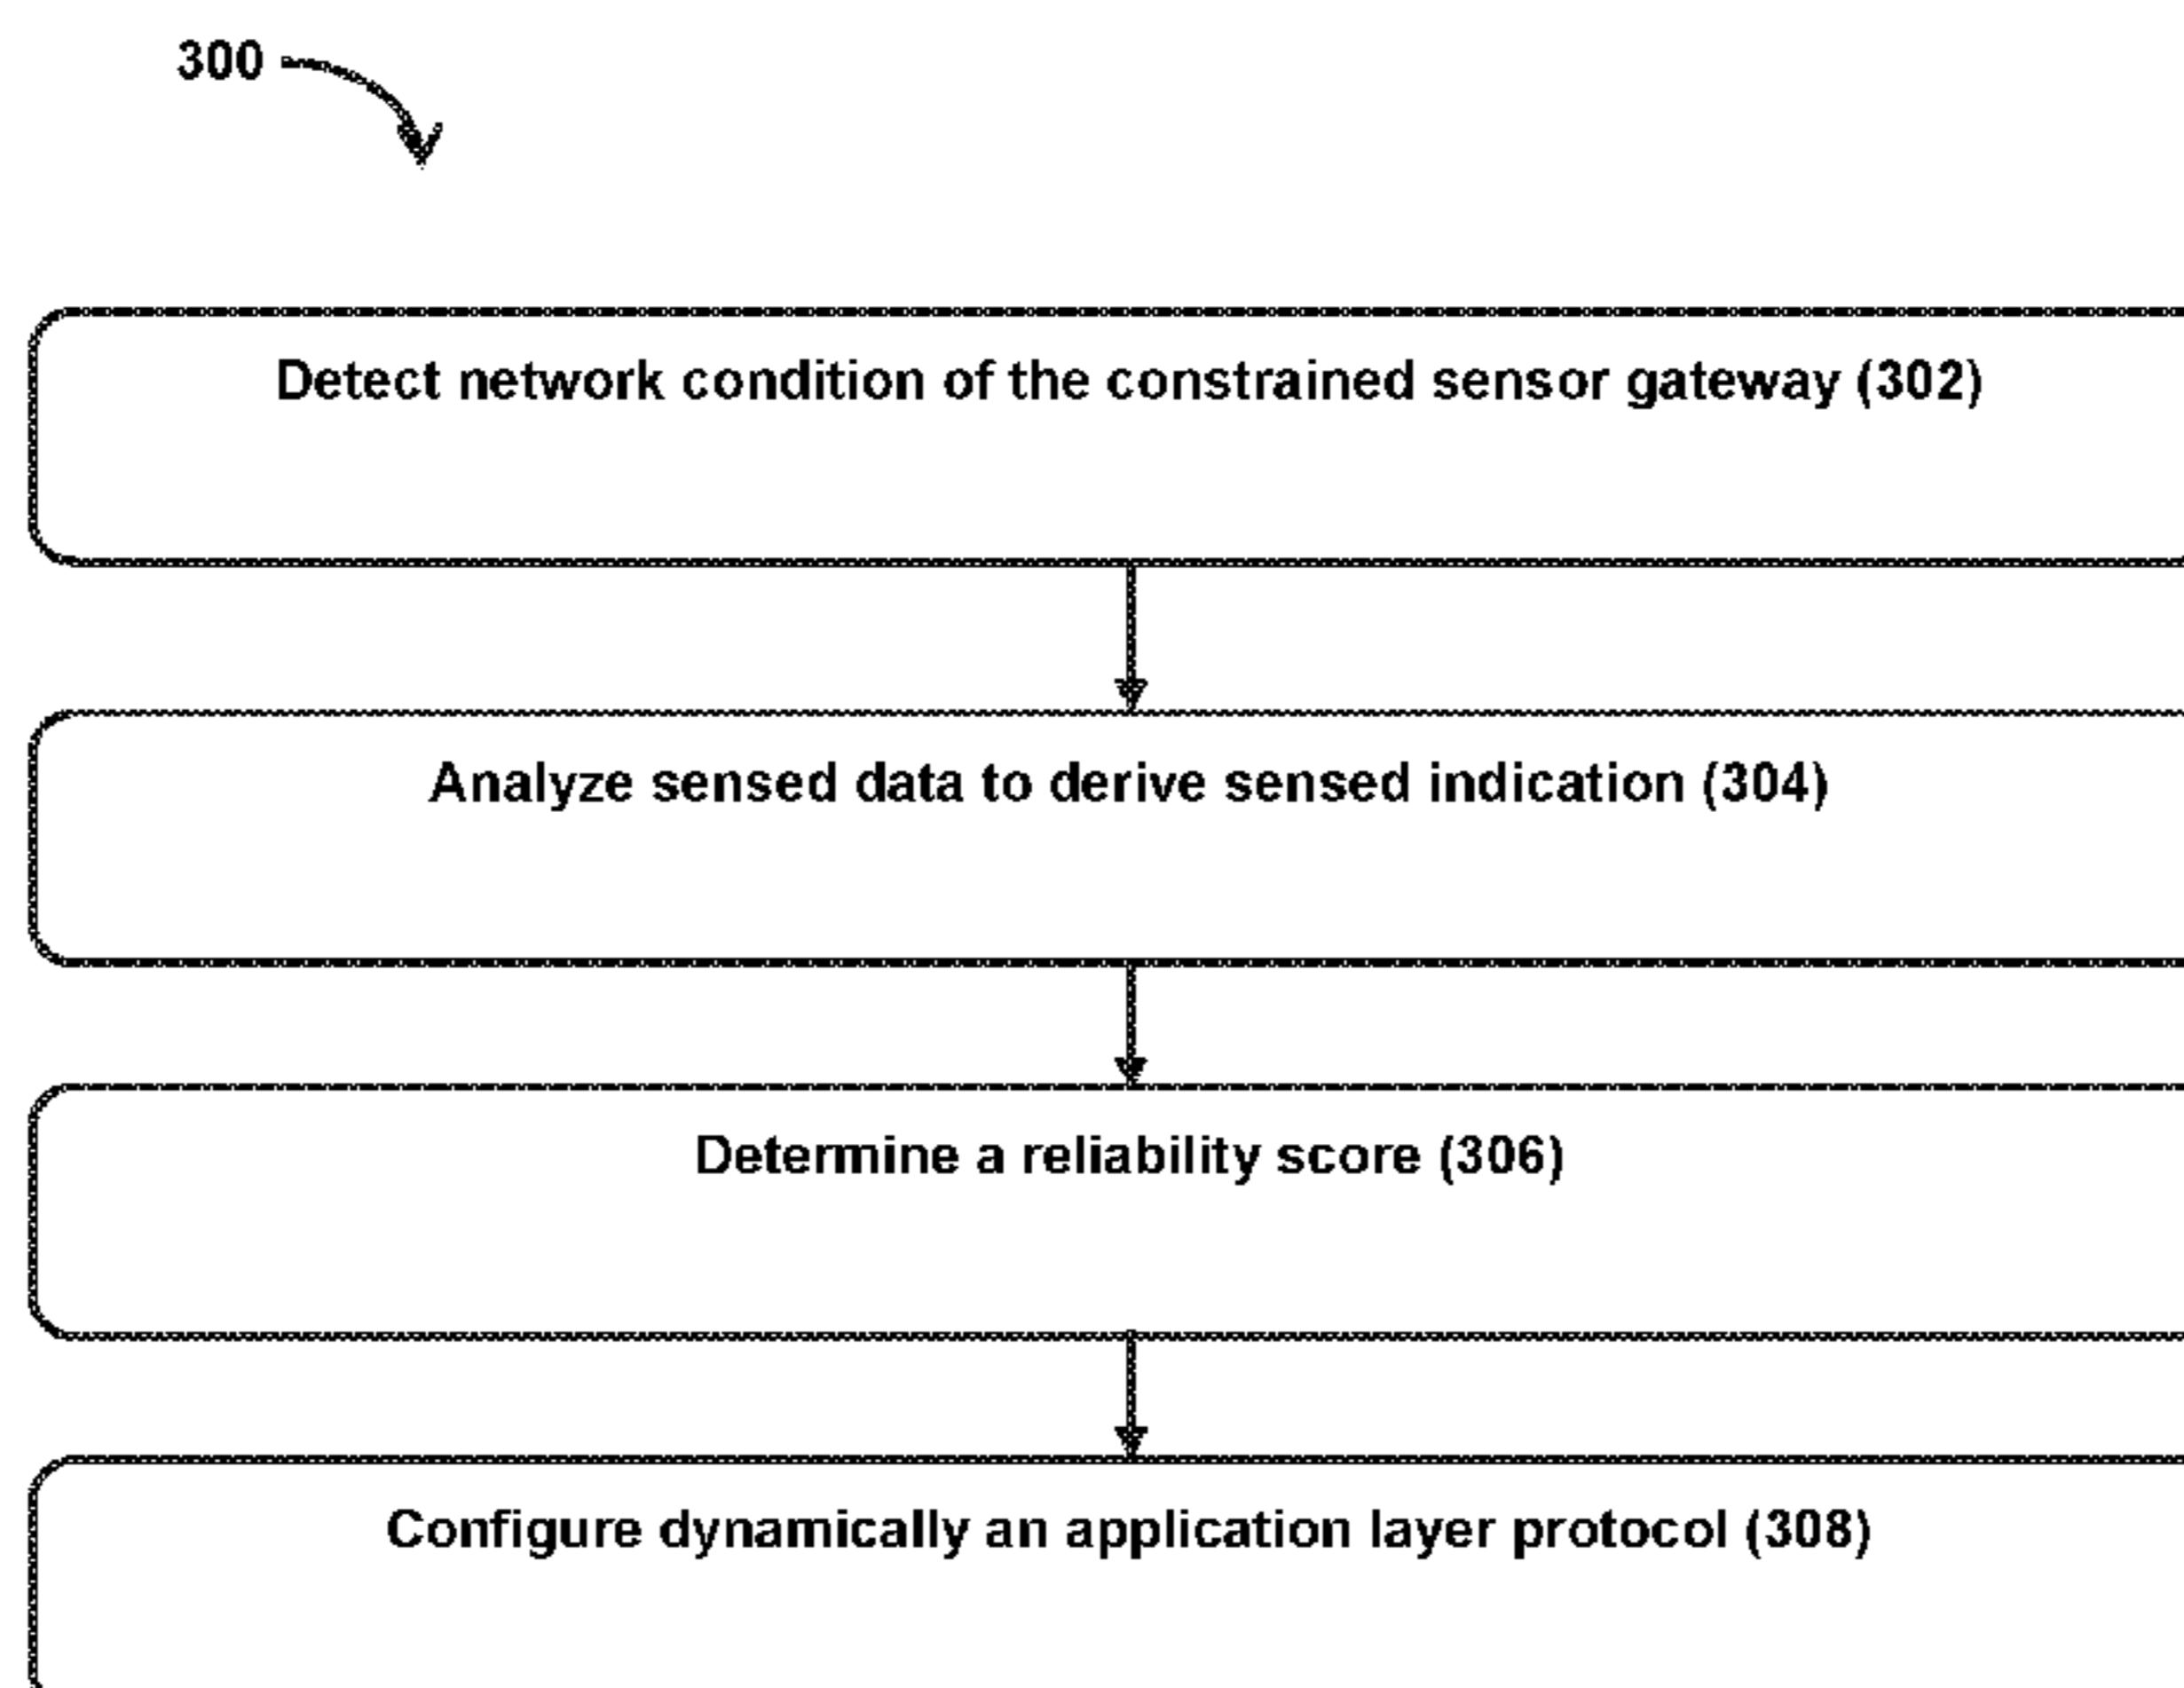 300
Detect network condition of the constrained sensor gateway (302)
Analyze sensed data to derive sensed indication (304)
Determine a reliability score (306)
Configure dynamically an application layer protocol (308)